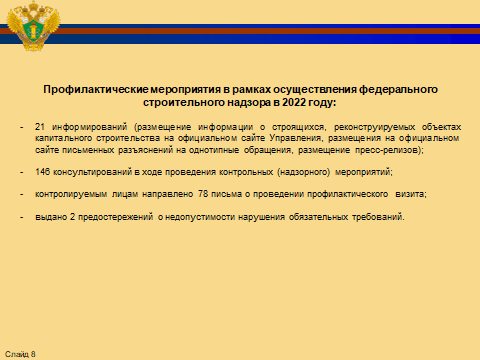 Профилактические мероприятия в рамках осуществления федерального
строительного надзора в 2022 году:
- 21 информирований (размещение информации о строящихся, реконструируемых объектах
капитального строительства на официальном сайте Управления, размещения на официальном
сайте письменных разъяснений на однотипные обращения, размещение пресс-релизов);
- 146 консультирований в ходе проведения контрольных (надзорного) мероприятий;
- контролируемым лицам направлено 78 письма о проведении профилактического визита;
- выдано 2 предостережений о недопустимости нарушения обязательных требований.
Слайд 8